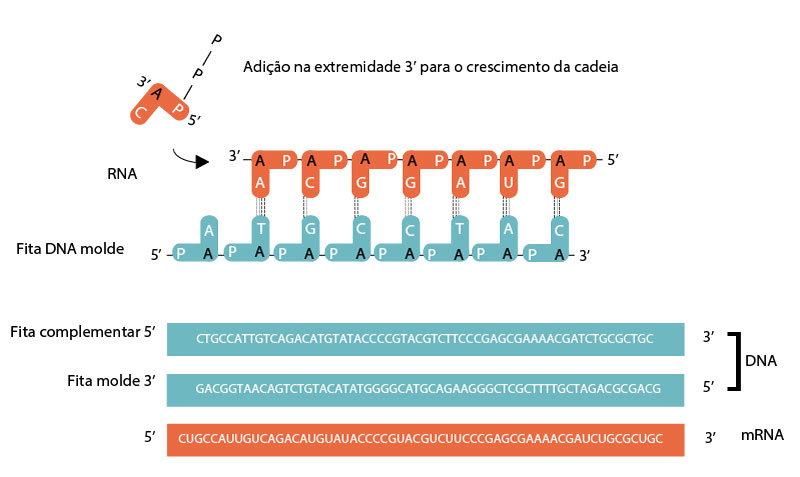 P
P
Adição na extremidade 3’ para o crescimento da cadeia
3’ A
C P 5’
3’ A P A P A P A P A P A P A P 5’
RNA
A C G G A U G
A T G C C T A C
Fita DNA molde 5’ P A P A P A P A P A P A P A P A 3’
Fita complementar 5’ CTGCCATTGTCAGACATGTATACCCCGTACGTCTTCCCGAGCGAAAACGATCTGCGCTGC 3’
DNA
Fita molde 3’ GACGGTAACAGTCTGTACATATGGGGCATGCAGAAGGGCTCGCTTTTGCTAGACGCGACG 5’
5’ CUGCCAUUGUCAGACAUGUAUACCCCGUACGUCUUCCCGAGCGAAAACGAUCUGCGCUGC 3’ mRNA